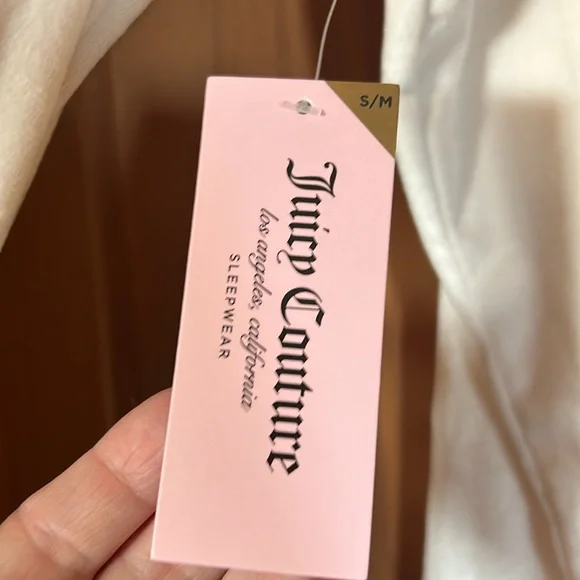 S/M
Juicy Couture
los angeles, california
SLEEPWEAR